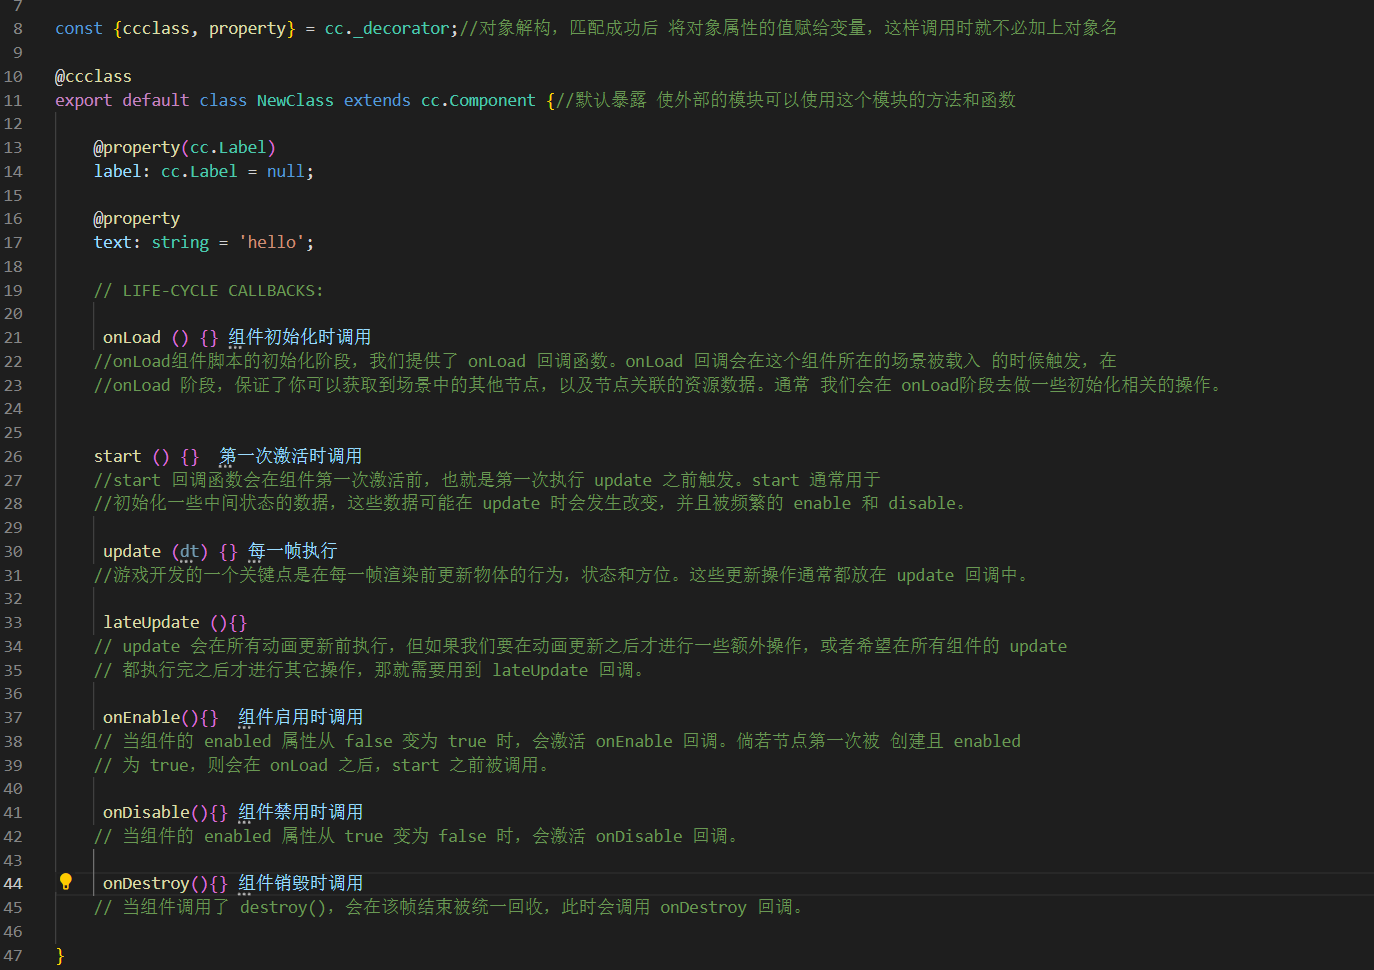 7
8 const {ccclass, property} = cc._decorator;//对象解构，匹配成功后 将对象属性的值赋给变量，这样调用时就不必加上对象名
9
10 @ccclass
11 export default class NewClass extends cc.Component {//默认暴露 使外部的模块可以使用这个模块的方法和函数
12
13 @property(cc.Label)
14 label: cc.Label = null;
15
16 @property
17 text: string = 'hello';
18
19 // LIFE-CYCLE CALLBACKS:
20
21 onLoad () {} 组件初始化时调用
22 //onLoad组件脚本的初始化阶段，我们提供了 onLoad 回调函数。onLoad 回调会在这个组件所在的场景被载入 的时候触发，在
23 //onLoad 阶段，保证了你可以获取到场景中的其他节点，以及节点关联的资源数据。通常 我们会在 onLoad阶段去做一些初始化相关的操作。
24
25
26 start () {} 第一次激活时调用
27 //start 回调函数会在组件第一次激活前，也就是第一次执行 update 之前触发。start 通常用于
28 //初始化一些中间状态的数据，这些数据可能在 update 时会发生改变，并且被频繁的 enable 和 disable。
29
30 update (dt) {} 每一帧执行
31 //游戏开发的一个关键点是在每一帧渲染前更新物体的行为，状态和方位。这些更新操作通常都放在 update 回调中。
32
33 lateUpdate (){}
34 // update 会在所有动画更新前执行，但如果我们要在动画更新之后才进行一些额外操作，或者希望在所有组件的 update
35 // 都执行完之后才进行其它操作，那就需要用到 lateUpdate 回调。
36
37 onEnable(){} 组件启用时调用
38 // 当组件的 enabled 属性从 false 变为 true 时，会激活 onEnable 回调。倘若节点第一次被 创建且 enabled
39 // 为 true，则会在 onLoad 之后，start 之前被调用。
40
41 onDisable(){} 组件禁用时调用
42 // 当组件的 enabled 属性从 true 变为 false 时，会激活 onDisable 回调。
43
44 onDestroy(){} 组件销毁时调用
45 // 当组件调用了 destroy()，会在该帧结束被统一回收，此时会调用 onDestroy 回调。
46
47 }